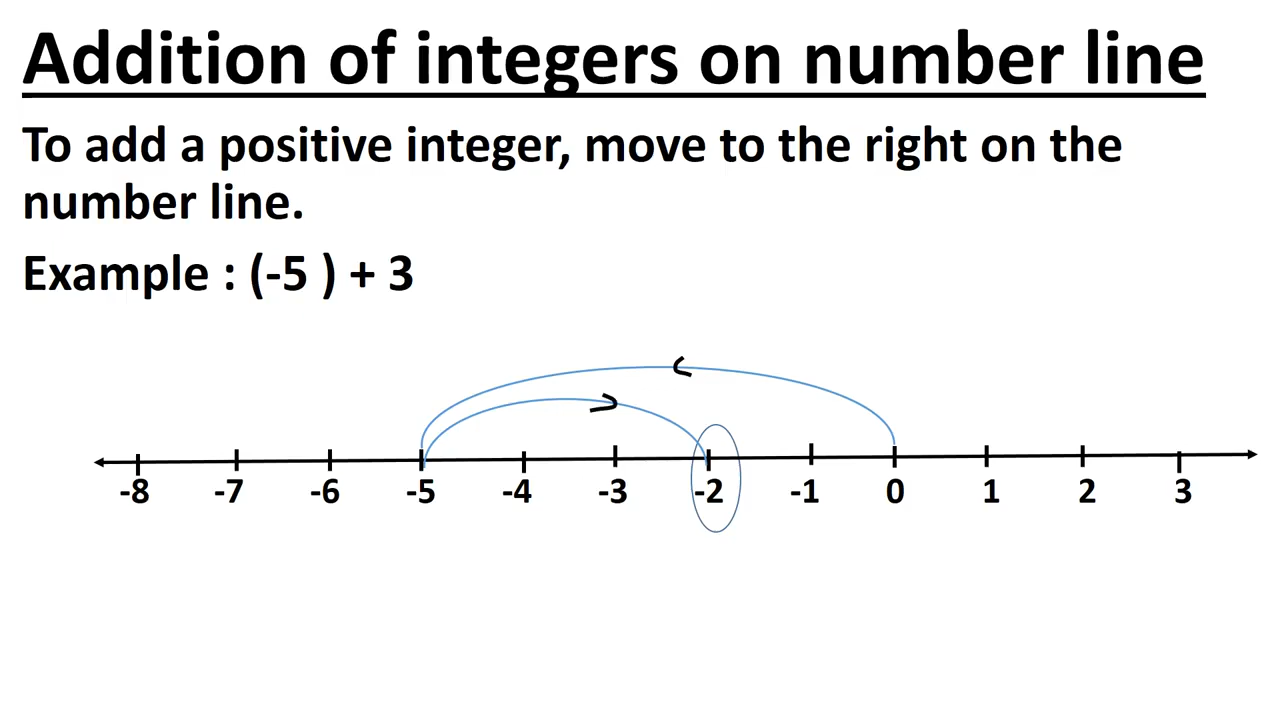 Addition of integers on number line
To add a positive integer, move to the right on the
number line.
Example : (-5 ) + 3
-8 -7 -6 -5 -4 -3 -2 -1 0 1 2 3